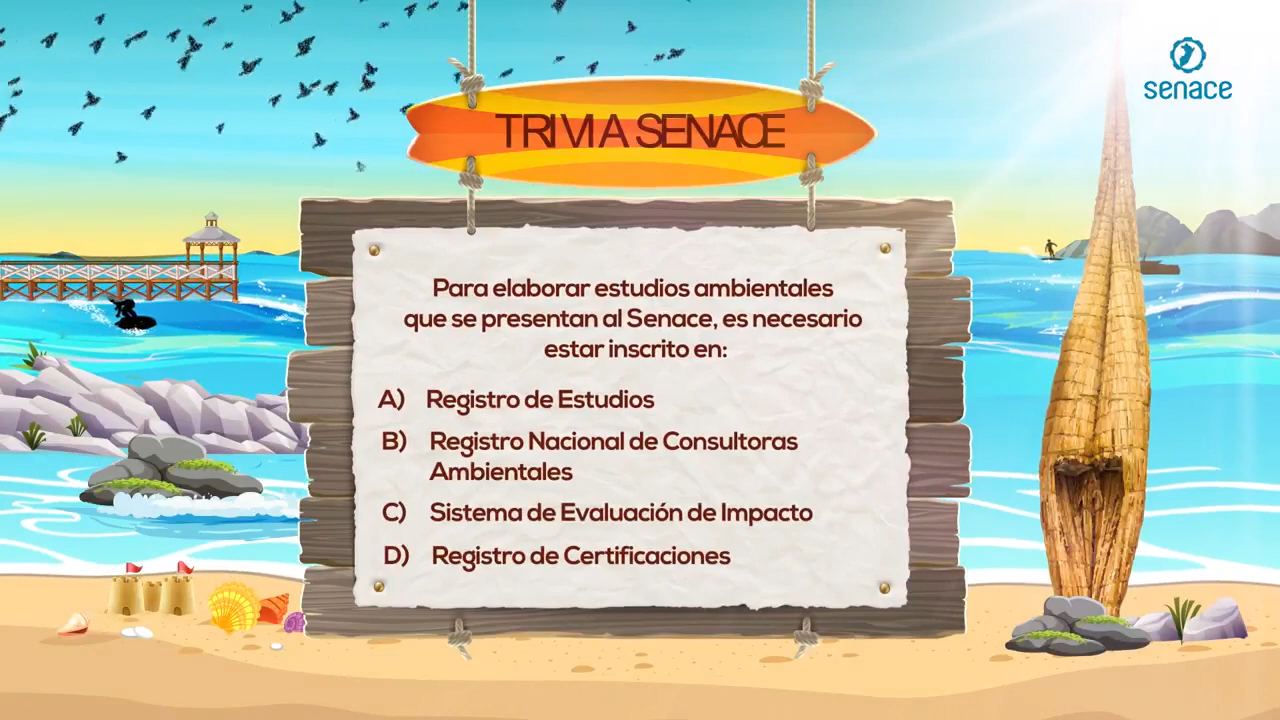 senace
TRIVIA SENACE
Para elaborar estudios ambientales
que se presentan al Senace, es necesario
estar inscrito en:
A) Registro de Estudios
B) Registro Nacional de Consultoras
Ambientales
C) Sistema de Evaluación de Impacto
D) Registro de Certificaciones